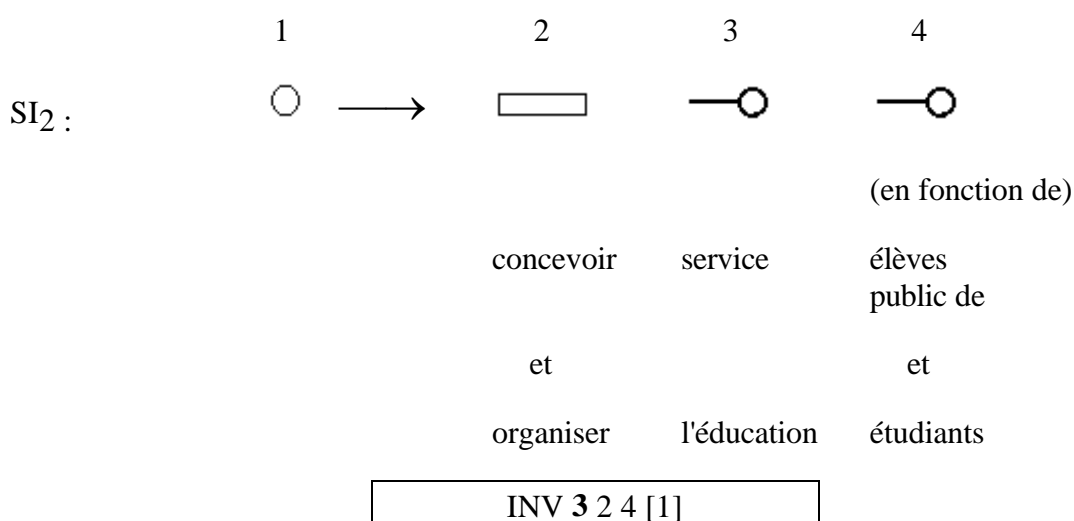 1 2 3 4
SI2 :
(en fonction de)
concevoir service élèves
public de
et et
organiser l'éducation étudiants
INV 3 2 4 [1]